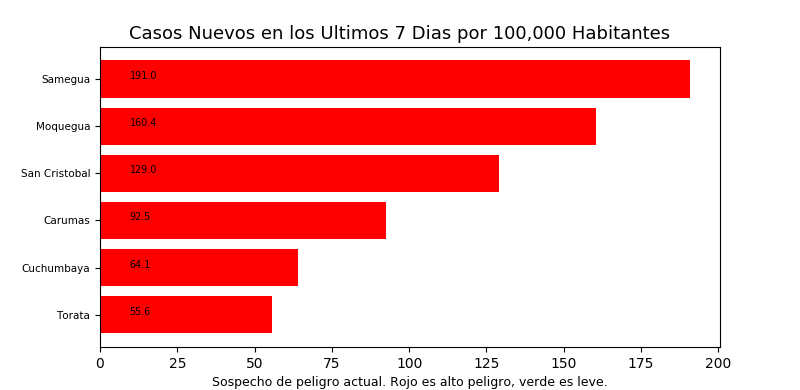 Casos Nuevos en los Ultimos 7 Dias por 100,000 Habitantes
Samegua 191.0
Moquegua 160.4
San Cristobal 129.0
Carumas 92.5
Cuchumbaya 64.1
Torata 55.6
0 25 50 75 100 125 150 175 200
Sospecho de peligro actual. Rojo es alto peligro, verde es leve.